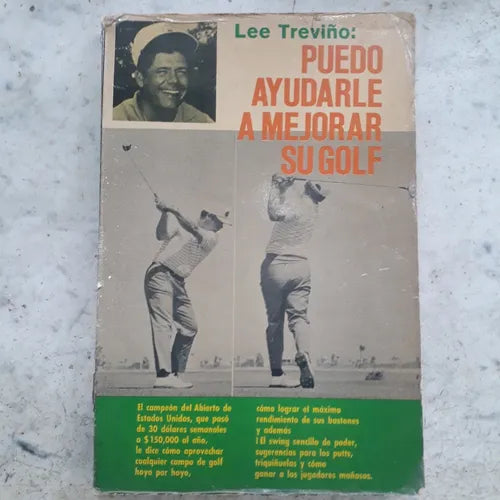 Lee Treviño:
PUEDO
AYUDARLE
A MEJORAR
SU GOLF
El campeón del Abierto de
Estados Unidos, que pasó
de 30 dólares semanales
a $150,000 al año,
le dice cómo aprovechar
cualquier campo de golf
hoyo por hoyo,
cómo lograr el máximo
rendimiento de sus bastones
y además
¡El swing sencillo de poder,
sugerencias para los putts,
triquiñuelas y cómo
ganar a los jugadores mañosos.